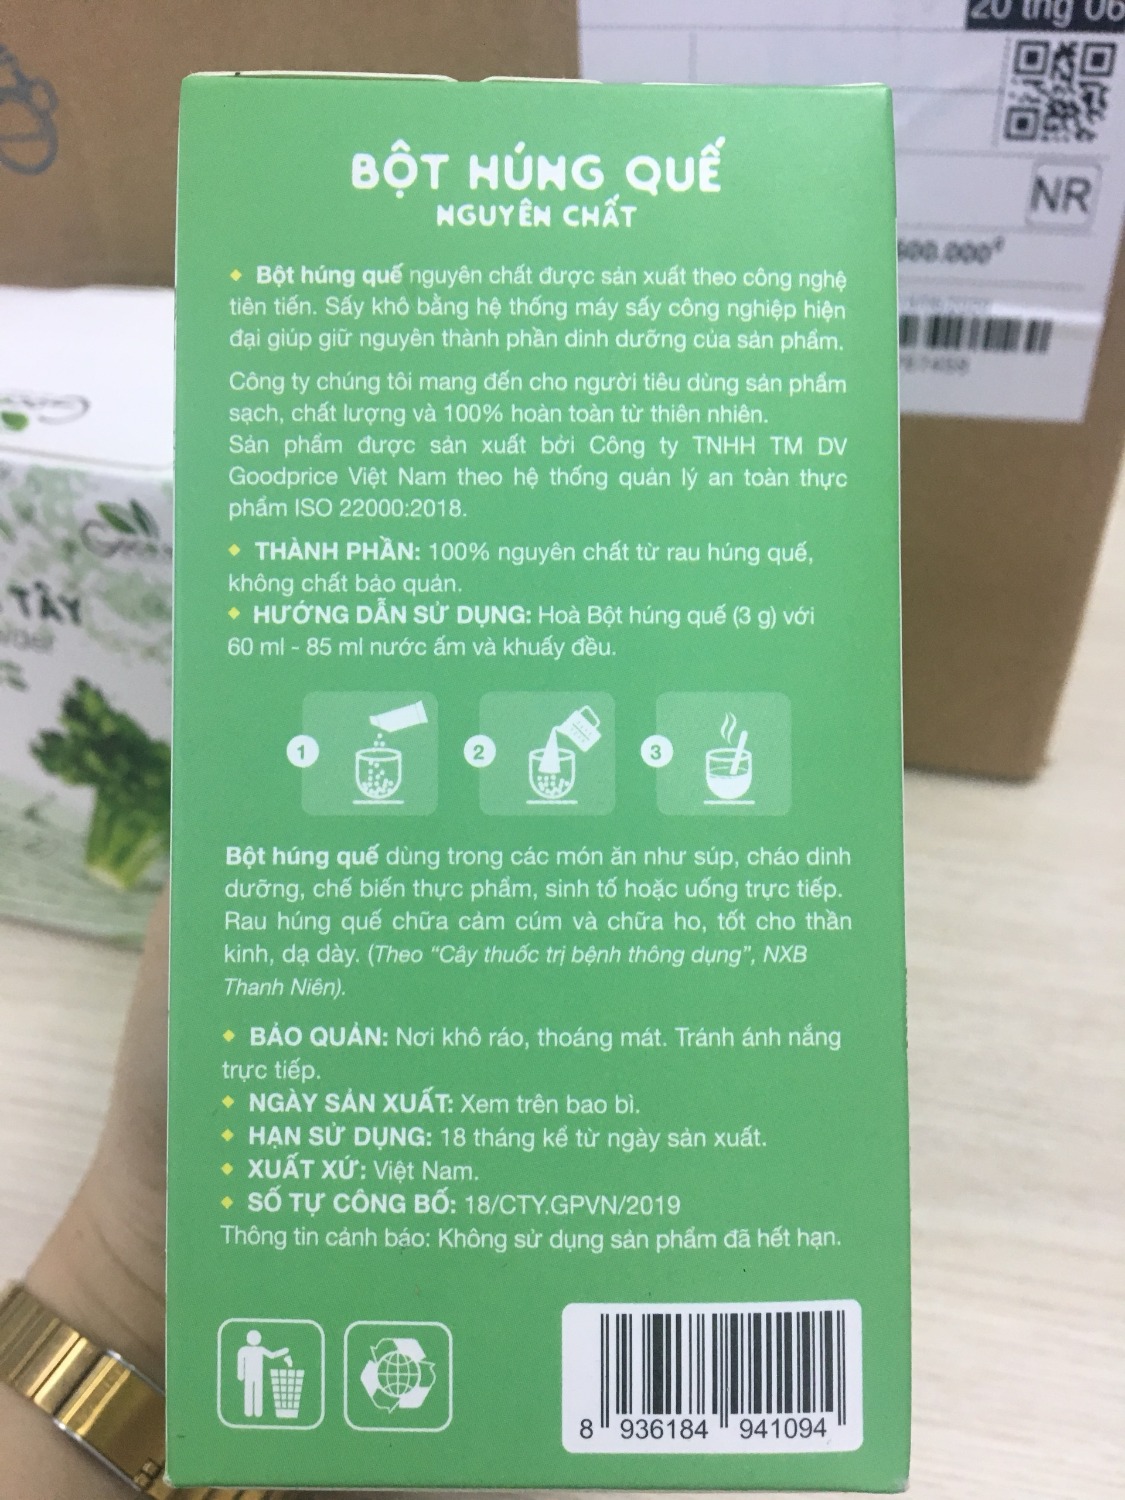 20 thg 06
NR
BỘT HÚNG QUẾ
NGUYÊN CHẤT
Bột húng quế nguyên chất được sản xuất theo công nghệ
tiên tiến. Sấy khô bằng hệ thống máy sấy công nghiệp hiện
đại giúp giữ nguyên thành phần dinh dưỡng của sản phẩm.
Công ty chúng tôi mang đến cho người tiêu dùng sản phẩm
sạch, chất lượng và 100% hoàn toàn từ thiên nhiên.
Sản phẩm được sản xuất bởi Công ty TNHH TM DV
Goodprice Việt Nam theo hệ thống quản lý an toàn thực
phẩm ISO 22000:2018.
THÀNH PHẦN: 100% nguyên chất từ rau húng quế,
không chất bảo quản.
HƯỚNG DẪN SỬ DỤNG: Hoà Bột húng quế (3 g) với
60 ml - 85 ml nước ấm và khuấy đều.
1 2 3
Bột húng quế dùng trong các món ăn như súp, cháo dinh
dưỡng, chế biến thực phẩm, sinh tố hoặc uống trực tiếp.
Rau húng quế chữa cảm cúm và chữa ho, tốt cho thần
kinh, dạ dày. (Theo "Cây thuốc trị bệnh thông dụng", NXB
Thanh Niên).
BẢO QUẢN: Nơi khô ráo, thoáng mát. Tránh ánh nắng
trực tiếp.
NGÀY SẢN XUẤT: Xem trên bao bì.
HẠN SỬ DỤNG: 18 tháng kể từ ngày sản xuất.
XUẤT XỨ: Việt Nam.
SỐ TỰ CÔNG BỐ: 18/CTY.GPVN/2019
Thông tin cảnh báo: Không sử dụng sản phẩm đã hết hạn.
8 936184 941094
TÂY